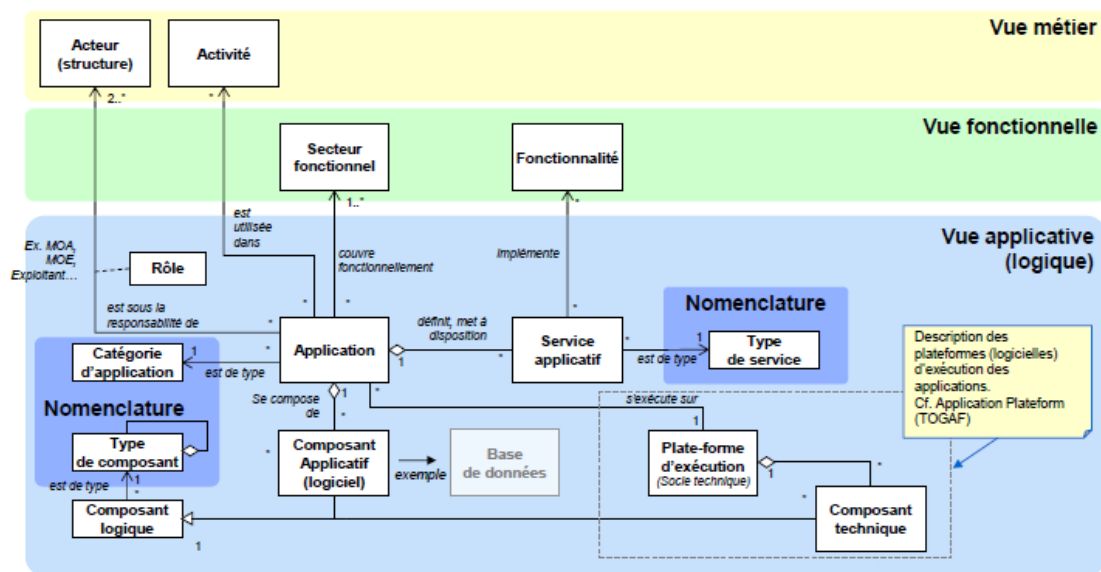 Vue métier
Acteur
(structure)
Activité
2..*
*
Vue fonctionnelle
Secteur
fonctionnel
Fonctionnalité
1..*
*
Vue applicative
(logique)
est
utilisée
dans
Ex. MOA,
MOE,
Exploitant…
Rôle
couvre
fonctionnellement
Implémente
est sous la
responsabilité de
*
*
*
*
Nomenclature
définit, met à
disposition
Application
1
*
Service
applicatif
*
est de type
1
Type
de service
Description des
plateformes (logicielles)
d'exécution des
applications.
Cf. Application Plateform
(TOGAF)
Catégorie
d'application
1
est de type
*
Nomenclature
Se compose
de
1
*
*
s'exécute sur
1
Type
de composant
1
est de type
*
*
Composant
Applicatif
(logiciel)
exemple
Base
de données
Plate-forme
d'exécution
(Socle technique)
1
*
*
Composant
logique
1
Composant
technique